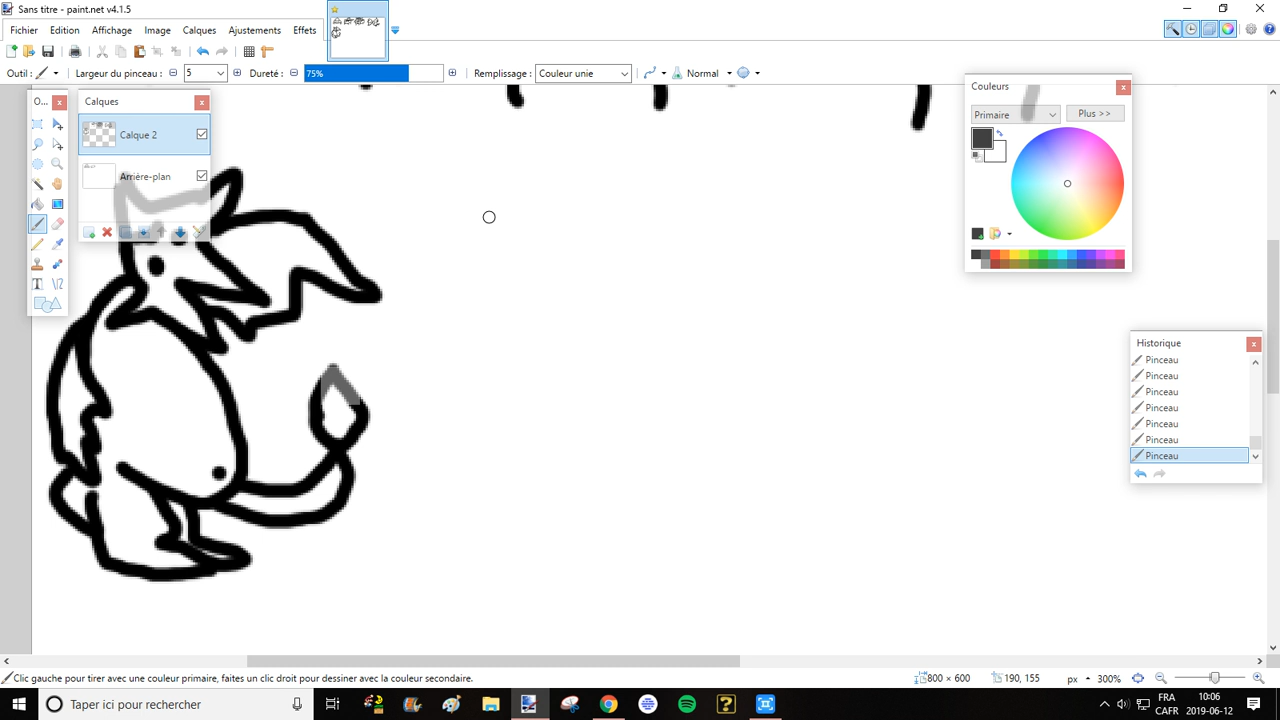 Sans titre - paint.net v4.1.5
Fichier Edition Affichage Image Calques Ajustements Effets
Outil : Largeur du pinceau : 5 Dureté : 75% Remplissage : Couleur unie Normal
O... Calques
Calque 2
Arrière-plan
Couleurs
Primaire Plus >>
Historique
Pinceau
Pinceau
Pinceau
Pinceau
Pinceau
Pinceau
Pinceau
Clic gauche pour tirer avec une couleur primaire, faites un clic droit pour dessiner avec la couleur secondaire. 800 × 600 190, 155 px 300%
Taper ici pour rechercher
FRA
CAFR
10:06
2019-06-12